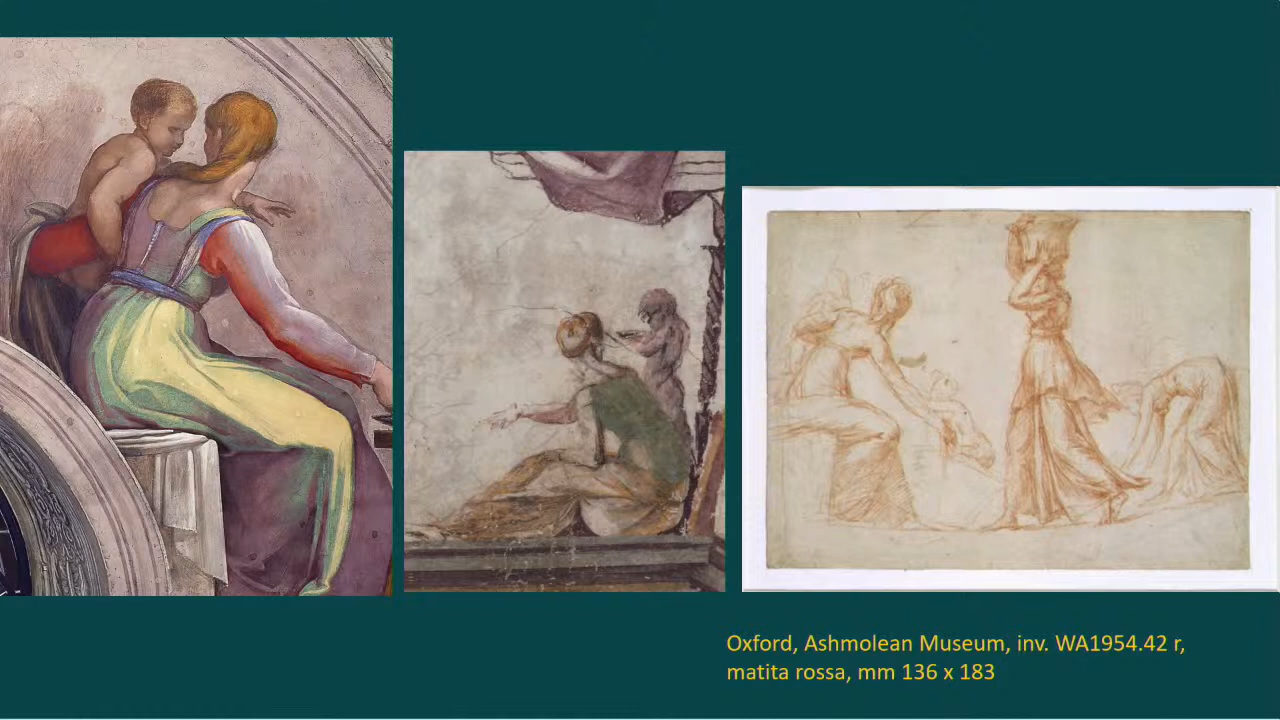 Oxford, Ashmolean Museum, inv. WA1954.42 r,
matita rossa, mm 136 x 183